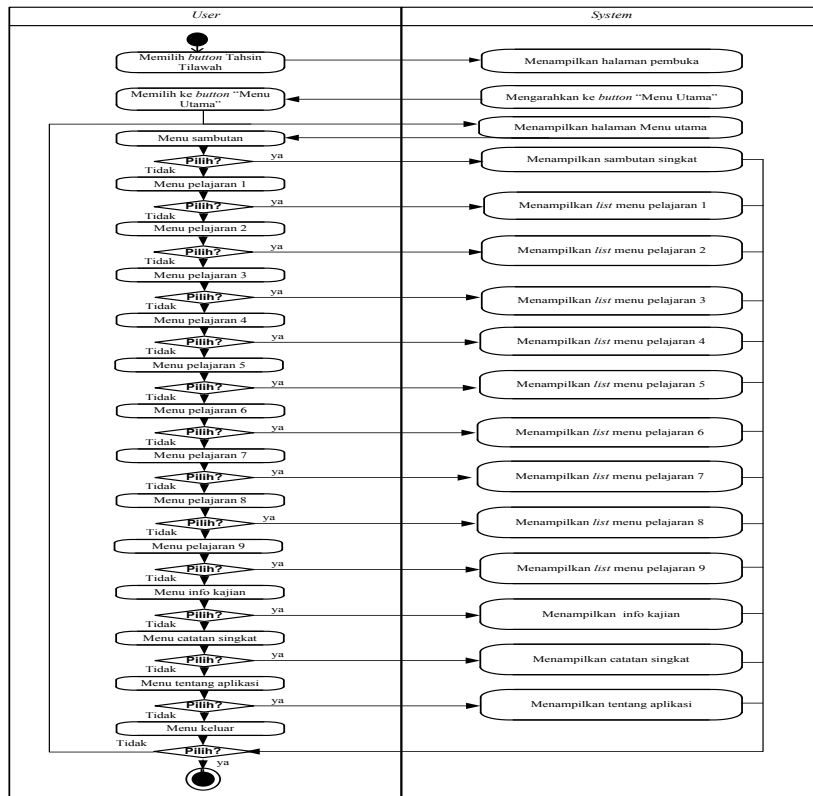 User
System
Memilih button Tahsin
Tilawah
Menampilkan halaman pembuka
Memilih ke button “Menu
Utama”
Mengarahkan ke button “Menu Utama”
Menampilkan halaman Menu utama
Menu sambutan
Pilih?
ya
Menampilkan sambutan singkat
Tidak
Menu pelajaran 1
Pilih?
ya
Menampilkan list menu pelajaran 1
Tidak
Menu pelajaran 2
Pilih?
ya
Menampilkan list menu pelajaran 2
Tidak
Menu pelajaran 3
Pilih?
ya
Menampilkan list menu pelajaran 3
Tidak
Menu pelajaran 4
Pilih?
ya
Menampilkan list menu pelajaran 4
Tidak
Menu pelajaran 5
Pilih?
ya
Menampilkan list menu pelajaran 5
Tidak
Menu pelajaran 6
Pilih?
ya
Menampilkan list menu pelajaran 6
Tidak
Menu pelajaran 7
Pilih?
ya
Menampilkan list menu pelajaran 7
Tidak
Menu pelajaran 8
Pilih?
ya
Menampilkan list menu pelajaran 8
Tidak
Menu pelajaran 9
Pilih?
ya
Menampilkan list menu pelajaran 9
Tidak
Menu info kajian
Pilih?
ya
Menampilkan info kajian
Tidak
Menu catatan singkat
Pilih?
ya
Menampilkan catatan singkat
Tidak
Menu tentang aplikasi
Pilih?
ya
Menampilkan tentang aplikasi
Tidak
Menu keluar
Tidak
Pilih?
ya